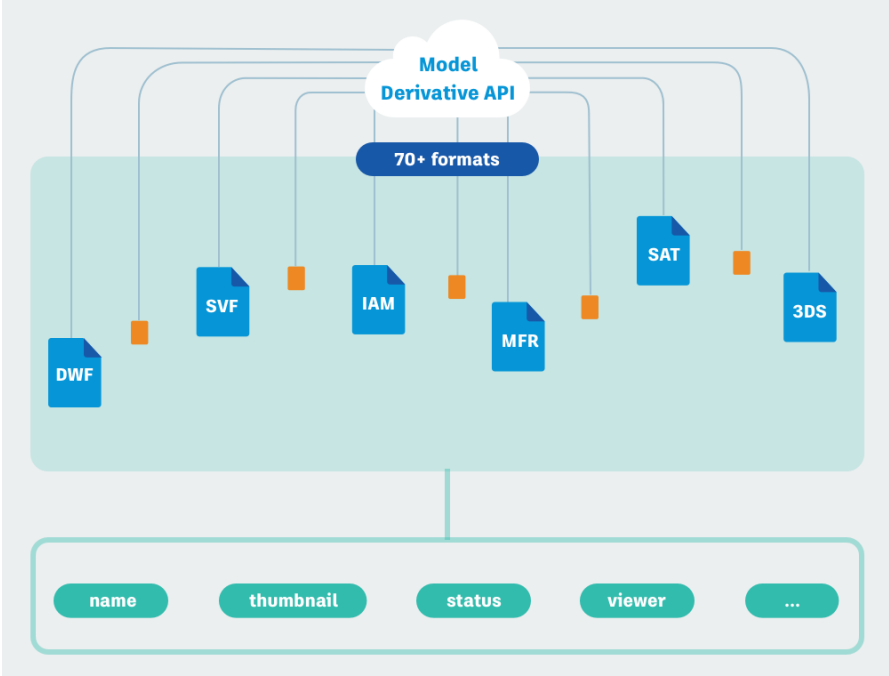 Model
Derivative API
70+ formats
SAT
SVF
IAM
3DS
MFR
DWF
name
thumbnail
status
viewer
...